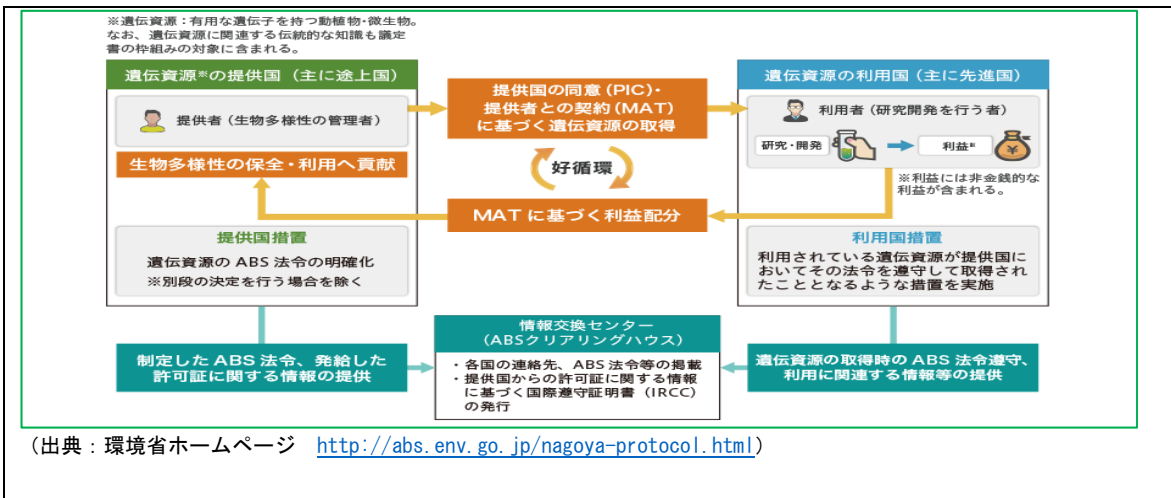 ※遺伝資源：有用な遺伝子を持つ動植物・微生物。
なお、遺伝資源に関連する伝統的な知識も議定
書の枠組みの対象に含まれる。
遺伝資源※の提供国（主に途上国）
提供者（生物多様性の管理者）
生物多様性の保全・利用へ貢献
提供国措置
遺伝資源の ABS 法令の明確化
※別段の決定を行う場合を除く
提供国の同意（PIC）・
提供者との契約（MAT）
に基づく遺伝資源の取得
好循環
MAT に基づく利益配分
遺伝資源の利用国（主に先進国）
利用者（研究開発を行う者）
研究・開発
利益※
※利益には非金銭的な
利益が含まれる。
利用国措置
利用されている遺伝資源が提供国に
おいてその法令を遵守して取得され
たこととなるような措置を実施
制定した ABS 法令、発給した
許可証に関する情報の提供
情報交換センター
（ABSクリアリングハウス）
・各国の連絡先、ABS 法令等の掲載
・提供国からの許可証に関する情報
に基づく国際遵守証明書（IRCC）
の発行
遺伝資源の取得時の ABS 法令遵守、
利用に関連する情報等の提供
（出典：環境省ホームページ　http://abs.env.go.jp/nagoya-protocol.html）